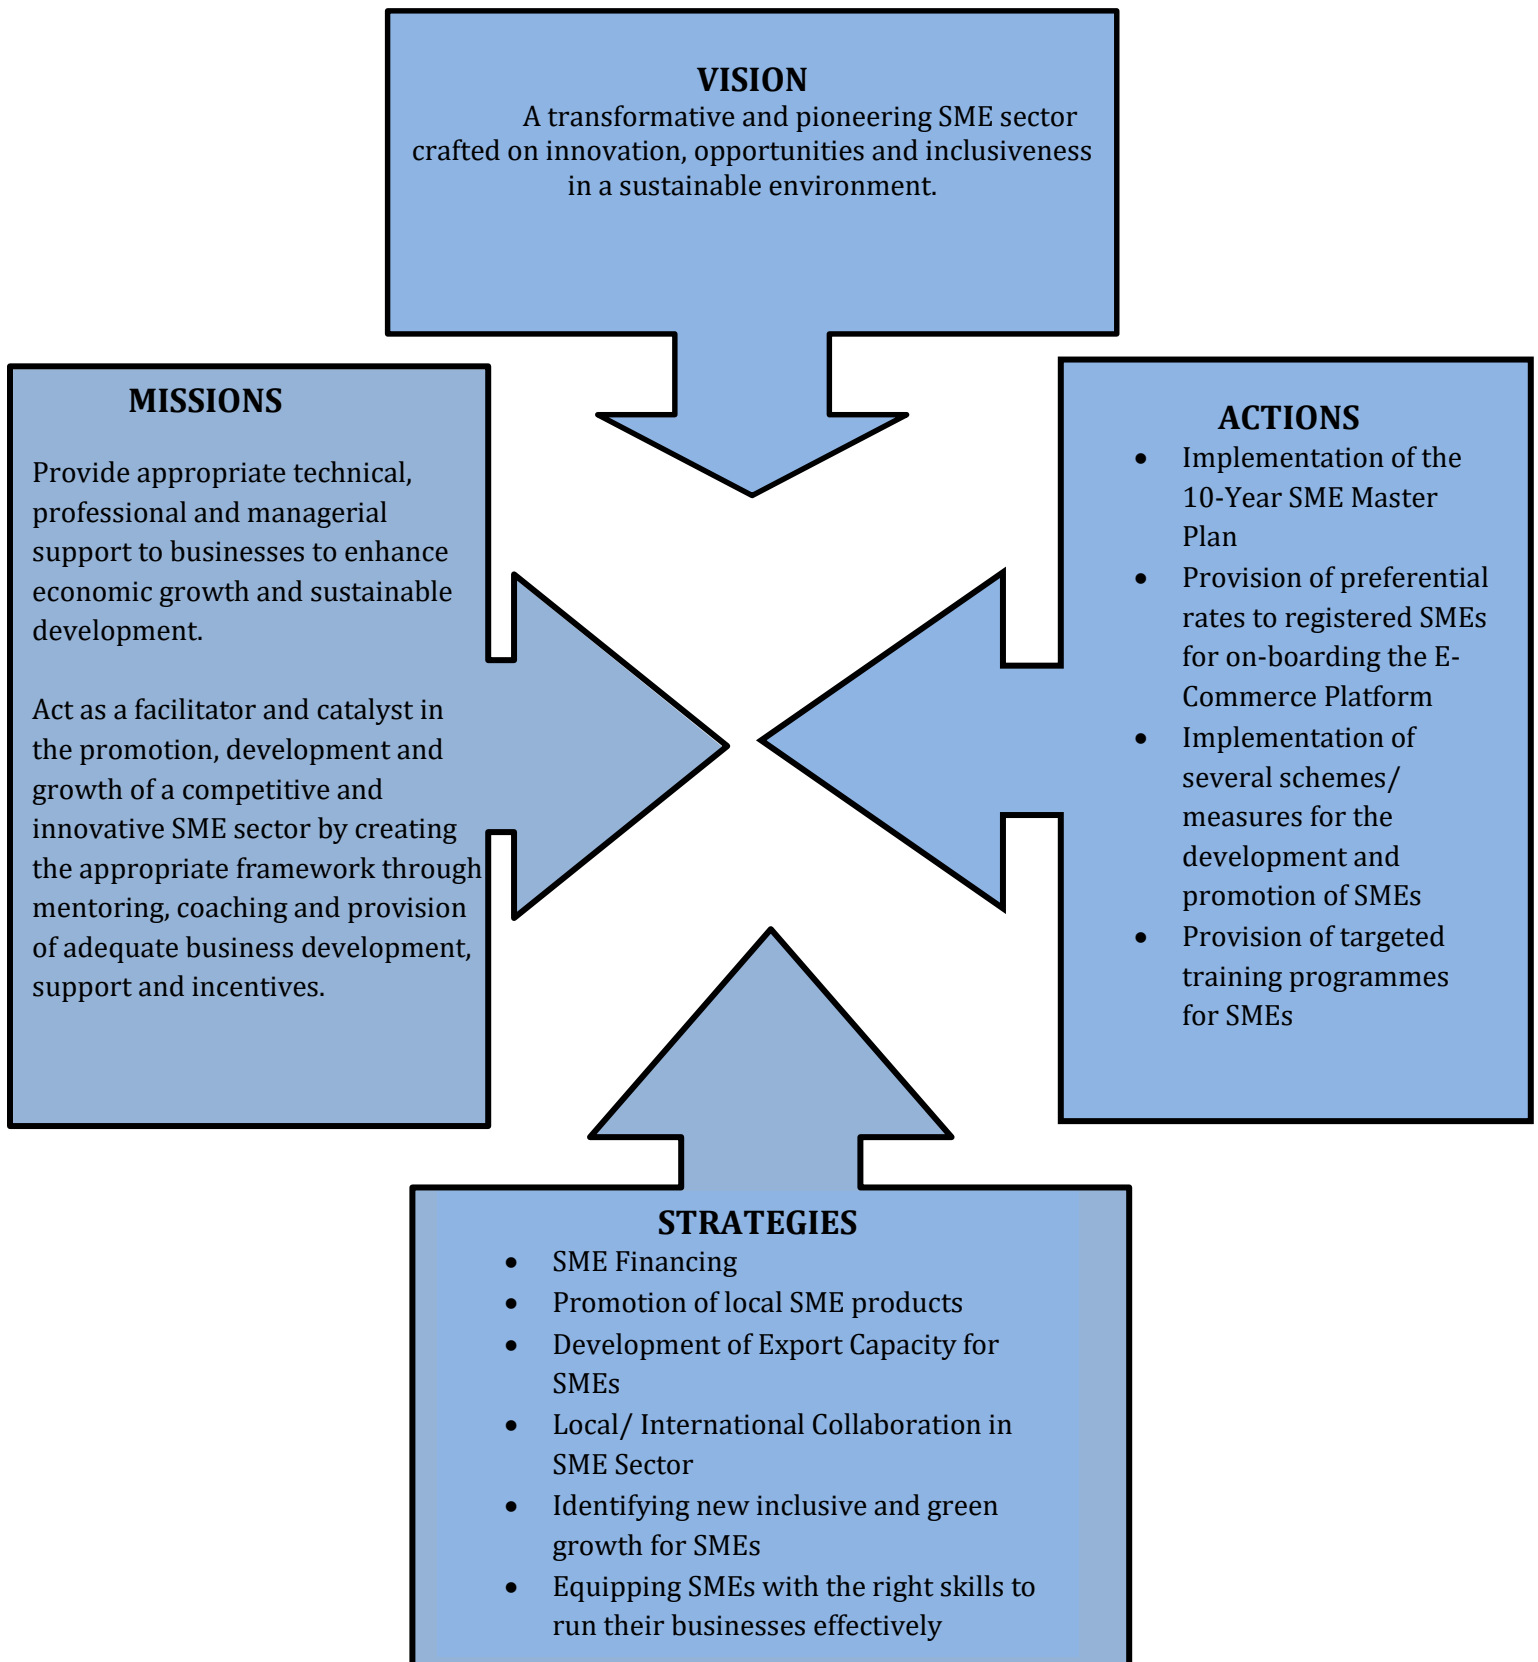 VISION
A transformative and pioneering SME sector
crafted on innovation, opportunities and inclusiveness
in a sustainable environment.
MISSIONS
Provide appropriate technical,
professional and managerial
support to businesses to enhance
economic growth and sustainable
development.
Act as a facilitator and catalyst in
the promotion, development and
growth of a competitive and
innovative SME sector by creating
the appropriate framework through
mentoring, coaching and provision
of adequate business development,
support and incentives.
ACTIONS
• Implementation of the
10-Year SME Master
Plan
• Provision of preferential
rates to registered SMEs
for on-boarding the E-
Commerce Platform
• Implementation of
several schemes/
measures for the
development and
promotion of SMEs
• Provision of targeted
training programmes
for SMEs
STRATEGIES
• SME Financing
• Promotion of local SME products
• Development of Export Capacity for
SMEs
• Local/ International Collaboration in
SME Sector
• Identifying new inclusive and green
growth for SMEs
• Equipping SMEs with the right skills to
run their businesses effectively